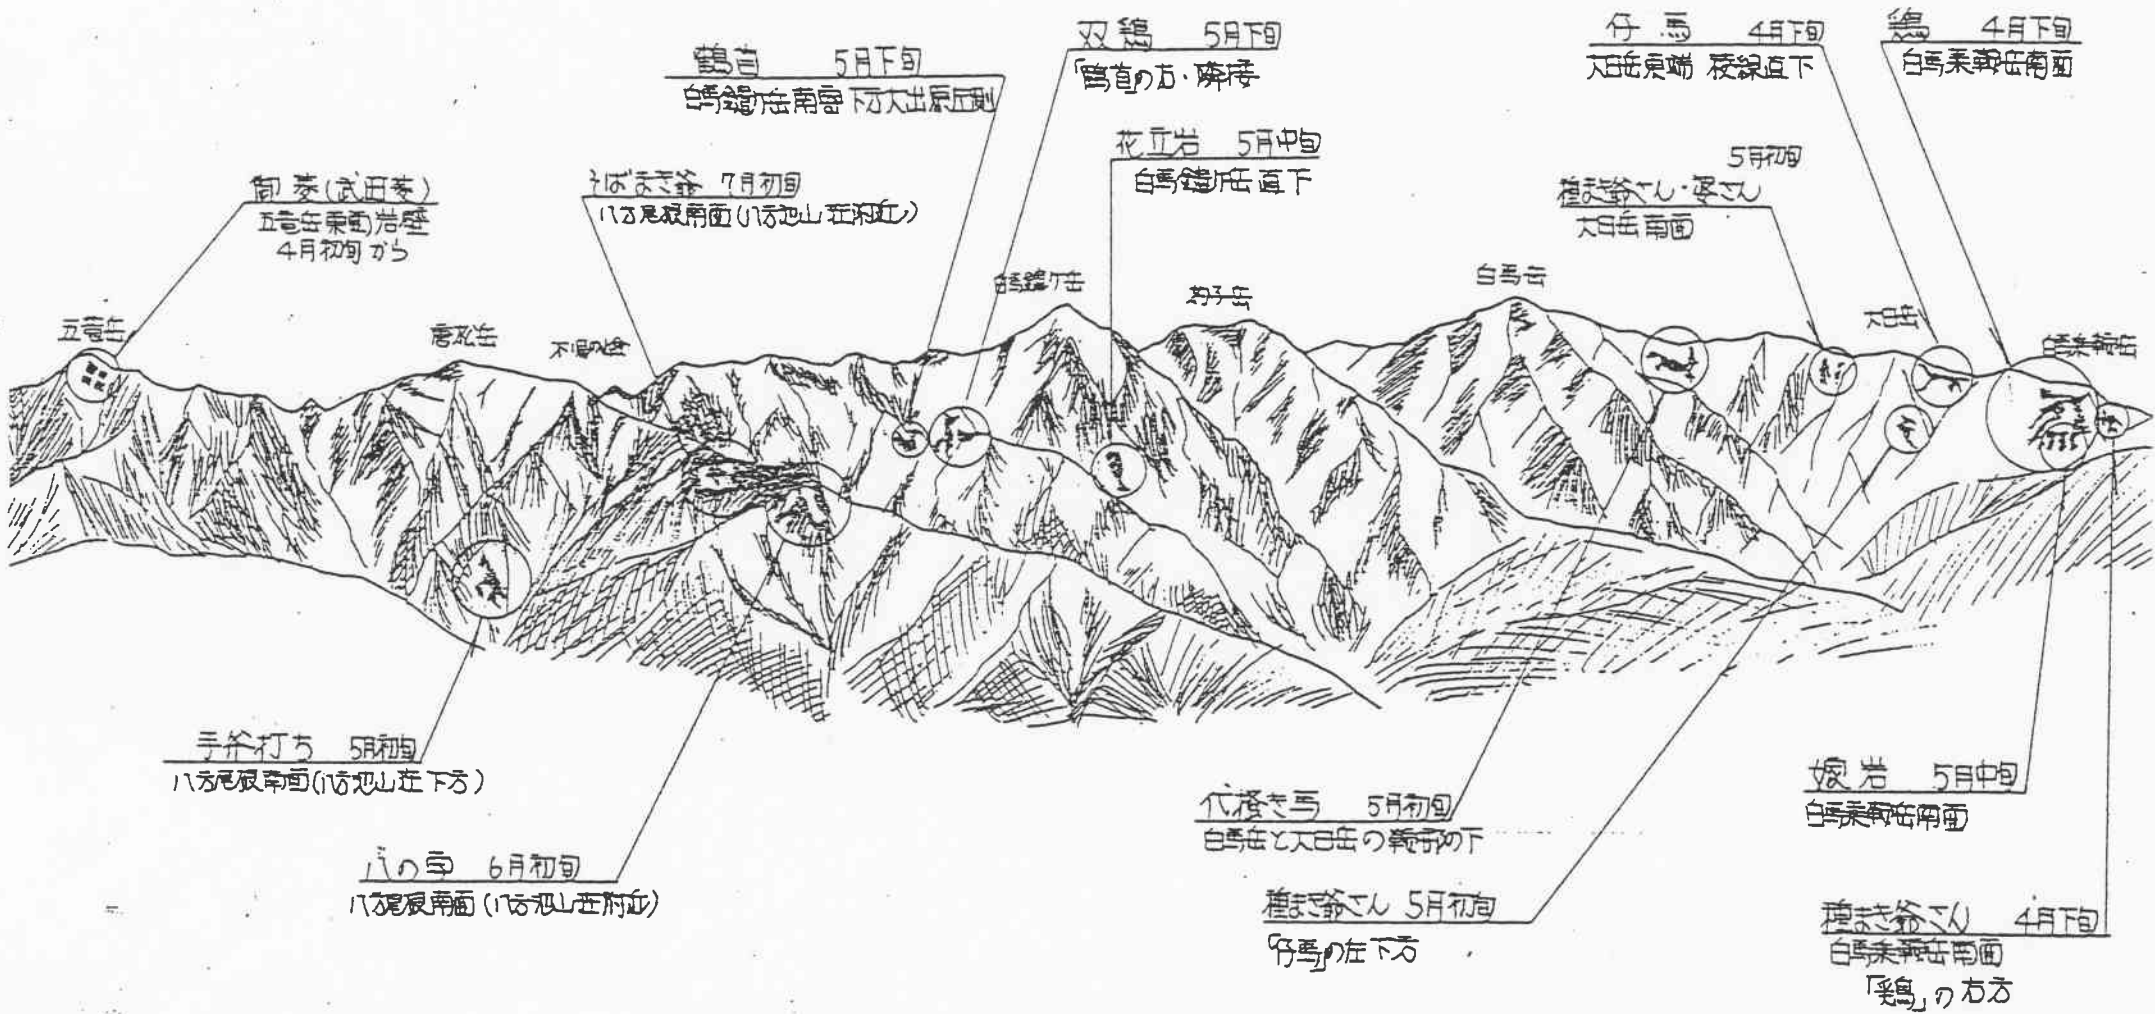 鶴首 5月下旬
白馬鑓ケ岳南 下方大出原
双鶏 5月下旬
「鶴首」の右・隣接
仔馬 4月下旬
大日岳東端 稜線直下
鶏 4月下旬
白馬乗鞍岳南面
花立岩 5月中旬
白馬鑓ケ岳直下
5月初旬
種まき爺さん・婆さん
大日岳南面
御菱(武田菱)
五竜岳東面岩壁
4月初旬から
そばまき爺 7月初旬
八方尾根南面(八方池山荘附近)
五竜岳
唐松岳
不帰の嶮
白馬鑓ケ岳
杓子岳
白馬岳
大日岳
白馬乗鞍岳
手斧打ち 5月初旬
八方尾根南面(八方池山荘下方)
八の字 6月初旬
八方尾根南面(八方池山荘附近)
代掻き馬 5月初旬
白馬岳と大日岳の鞍部の下
種まき爺さん 5月初旬
「仔馬」の左下方
嫁岩 5月中旬
白馬乗鞍岳南面
種まき爺さん 4月下旬
白馬乗鞍岳南面
「鶏」の右方